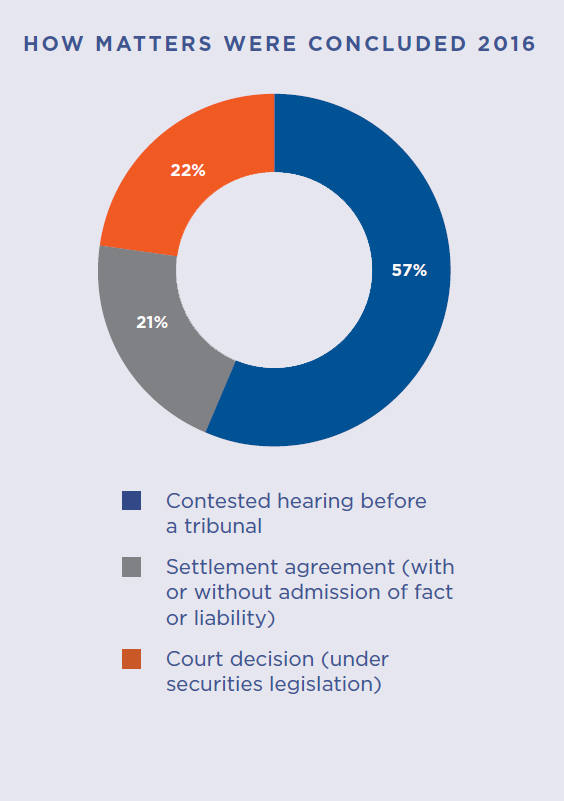 HOW MATTERS WERE CONCLUDED 2016
22%
57%
21%
Contested hearing before
a tribunal
Settlement agreement (with
or without admission of fact
or liability)
Court decision (under
securities legislation)